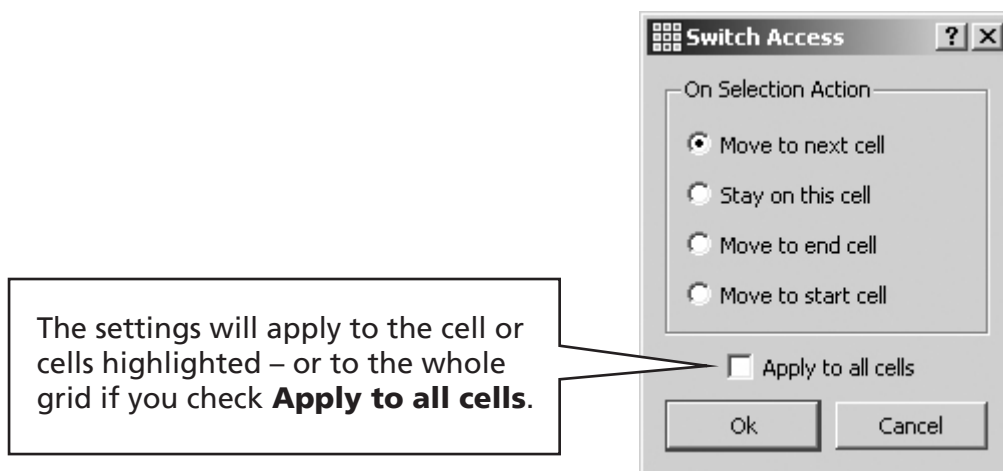 Switch Access
On Selection Action
Move to next cell
Stay on this cell
Move to end cell
Move to start cell
The settings will apply to the cell or
cells highlighted – or to the whole
grid if you check Apply to all cells.
Apply to all cells
Ok Cancel